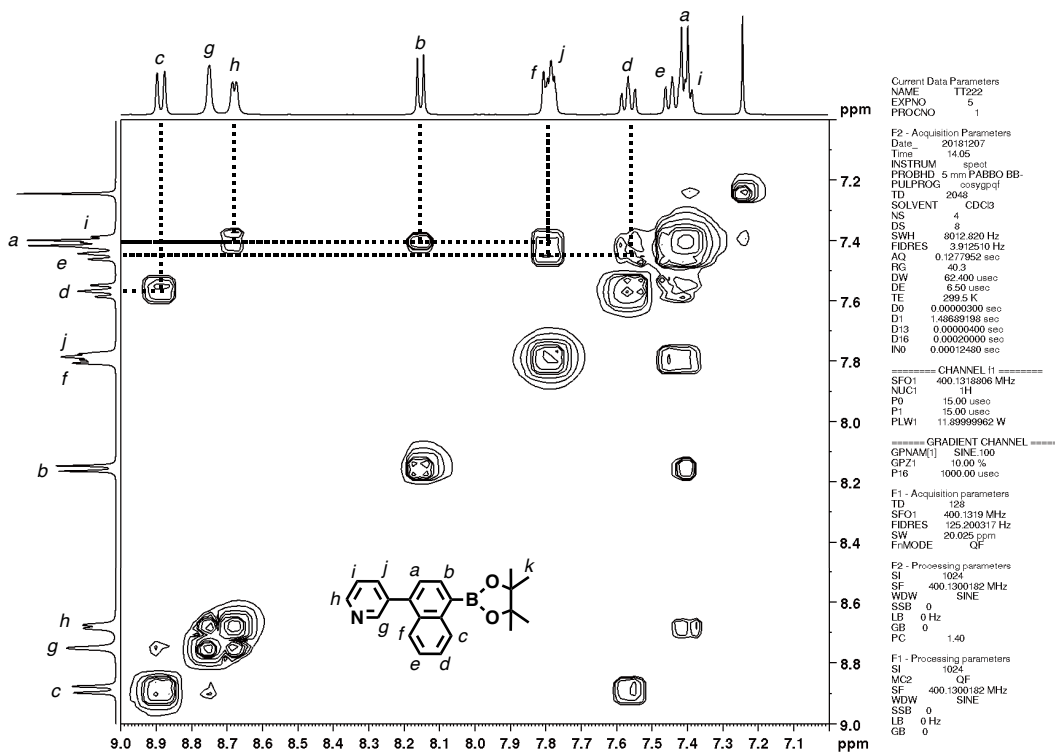 c g h b f j d e a i
ppm
i
a
e
d
j
f
b
h
g
c
7.2
7.4
7.6
7.8
8.0
8.2
8.4
8.6
8.8
9.0
9.0 8.9 8.8 8.7 8.6 8.5 8.4 8.3 8.2 8.1 8.0 7.9 7.8 7.7 7.6 7.5 7.4 7.3 7.2 7.1 ppm
i j a b O k
h B
N g O
f c
e d
Current Data Parameters
NAME TT222
EXPNO 5
PROCNO 1
F2 - Acquisition Parameters
Date_ 20181207
Time 14.05
INSTRUM spect
PROBHD 5 mm PABBO BB-
PULPROG cosygpqf
TD 2048
SOLVENT CDCl3
NS 4
DS 8
SWH 8012.820 Hz
FIDRES 3.912510 Hz
AQ 0.1277952 sec
RG 40.3
DW 62.400 usec
DE 6.50 usec
TE 299.5 K
D0 0.00000300 sec
D1 1.48689198 sec
D13 0.00000400 sec
D16 0.00020000 sec
IN0 0.00012480 sec
======== CHANNEL f1 ========
SFO1 400.1318806 MHz
NUC1 1H
P0 15.00 usec
P1 15.00 usec
PLW1 11.89999962 W
====== GRADIENT CHANNEL =====
GPNAM[1] SINE.100
GPZ1 10.00 %
P16 1000.00 usec
F1 - Acquisition parameters
TD 128
SFO1 400.1319 MHz
FIDRES 125.200317 Hz
SW 20.025 ppm
FnMODE QF
F2 - Processing parameters
SI 1024
SF 400.1300182 MHz
WDW SINE
SSB 0
LB 0 Hz
GB 0
PC 1.40
F1 - Processing parameters
SI 1024
MC2 QF
SF 400.1300182 MHz
WDW SINE
SSB 0
LB 0 Hz
GB 0